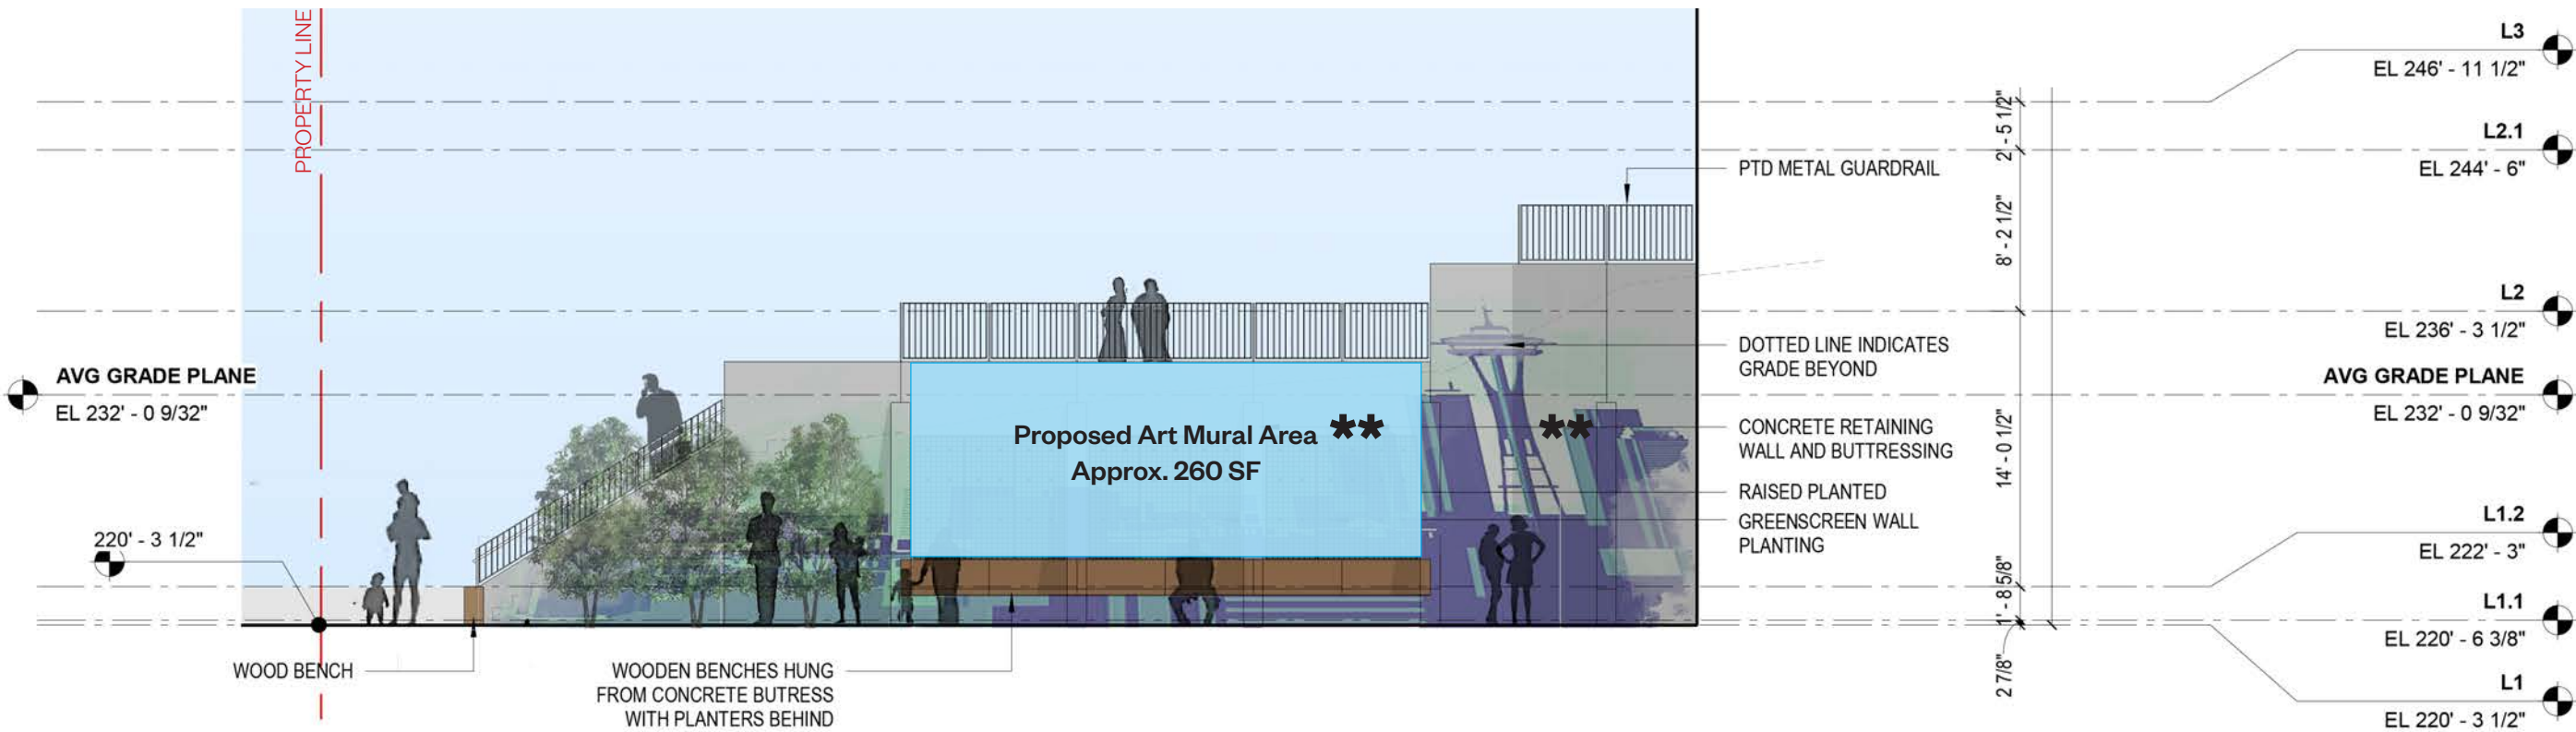 PROPERTY LINE
AVG GRADE PLANE
EL 232' - 0 9/32"
220' - 3 1/2"
WOOD BENCH
WOODEN BENCHES HUNG
FROM CONCRETE BUTRESS
WITH PLANTERS BEHIND
Proposed Art Mural Area **
Approx. 260 SF
**
PTD METAL GUARDRAIL
DOTTED LINE INDICATES
GRADE BEYOND
CONCRETE RETAINING
WALL AND BUTTRESSING
RAISED PLANTED
GREENSCREEN WALL
PLANTING
2' - 5 1/2"
8' - 2 1/2"
14' - 0 1/2"
1' - 8 5/8"
2 7/8"
L3
EL 246' - 11 1/2"
L2.1
EL 244' - 6"
L2
EL 236' - 3 1/2"
AVG GRADE PLANE
EL 232' - 0 9/32"
L1.2
EL 222' - 3"
L1.1
EL 220' - 6 3/8"
L1
EL 220' - 3 1/2"